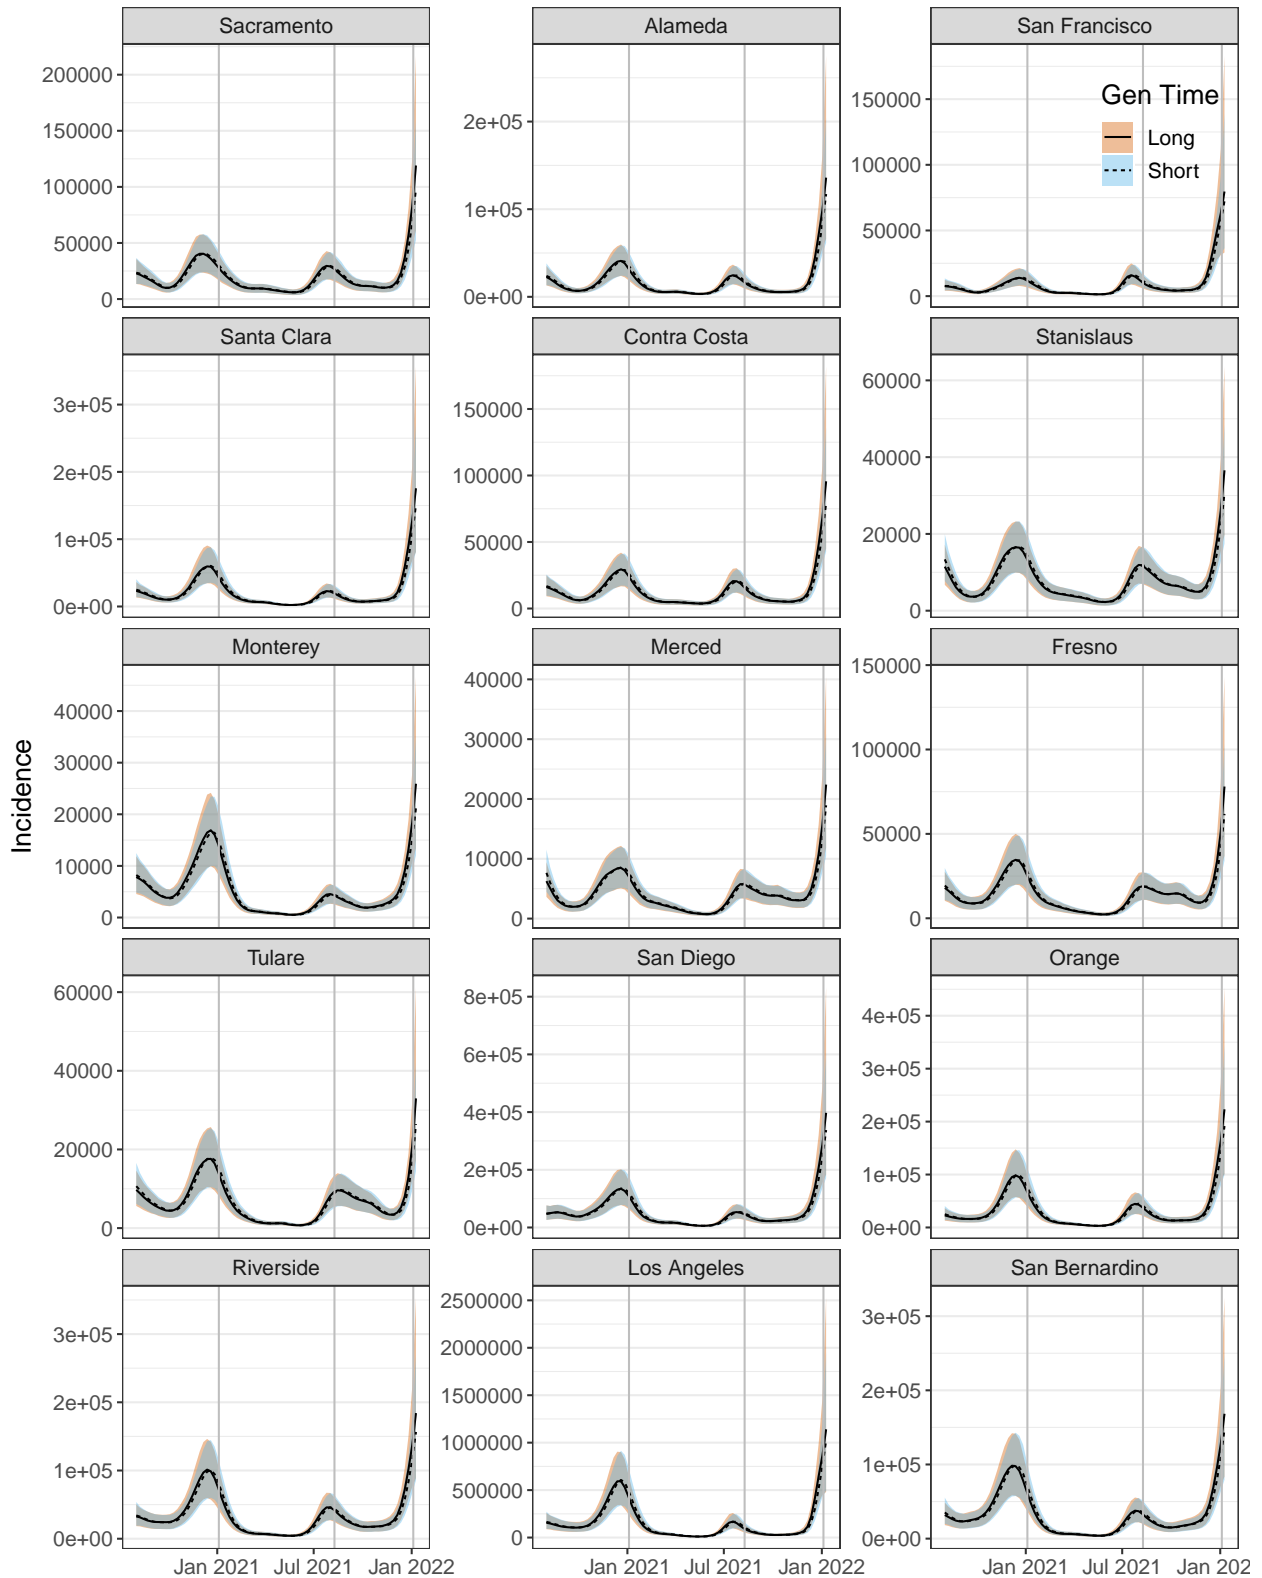 Sacramento
Alameda
San Francisco
200000
150000
100000
50000
0
2e+05
1e+05
0e+00
150000
100000
50000
0
Gen Time
Long
Short
Santa Clara
Contra Costa
Stanislaus
3e+05
2e+05
1e+05
0e+00
150000
100000
50000
0
60000
40000
20000
0
Monterey
Merced
Fresno
40000
30000
20000
10000
0
40000
30000
20000
10000
0
150000
100000
50000
0
Incidence
Tulare
San Diego
Orange
60000
40000
20000
0
8e+05
6e+05
4e+05
2e+05
0e+00
4e+05
3e+05
2e+05
1e+05
0e+00
Riverside
Los Angeles
San Bernardino
3e+05
2e+05
1e+05
0e+00
2500000
2000000
1500000
1000000
500000
0
3e+05
2e+05
1e+05
0e+00
Jan 2021 Jul 2021 Jan 2022
Jan 2021 Jul 2021 Jan 2022
Jan 2021 Jul 2021 Jan 202